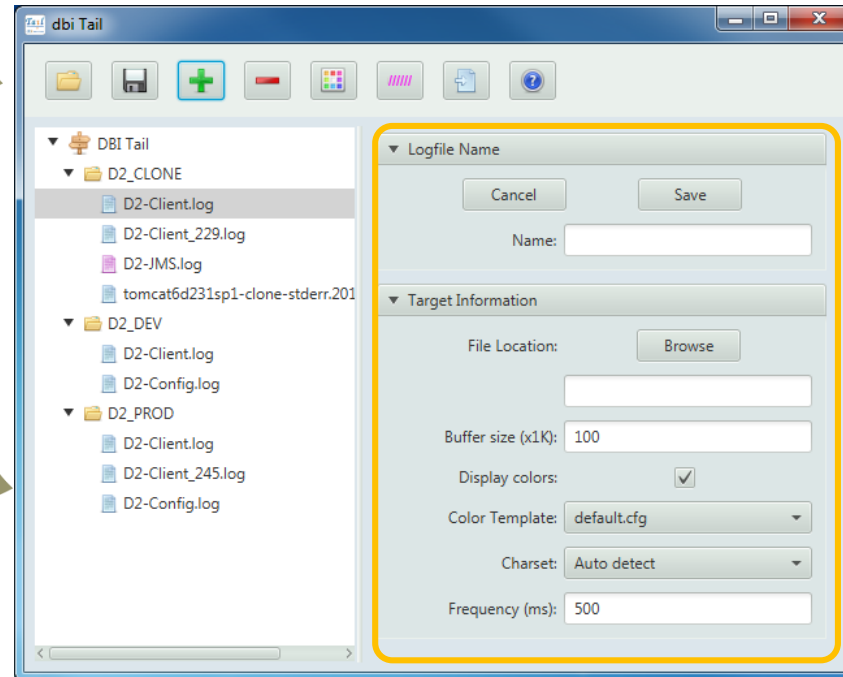 Tail dbi Tail
DBI Tail
D2_CLONE
D2-Client.log
D2-Client_229.log
D2-JMS.log
tomcat6d231sp1-clone-stderr.201
D2_DEV
D2-Client.log
D2-Config.log
D2_PROD
D2-Client.log
D2-Client_245.log
D2-Config.log
Logfile Name
Cancel Save
Name:
Target Information
File Location: Browse
Buffer size (x1K): 100
Display colors:
Color Template: default.cfg
Charset: Auto detect
Frequency (ms): 500